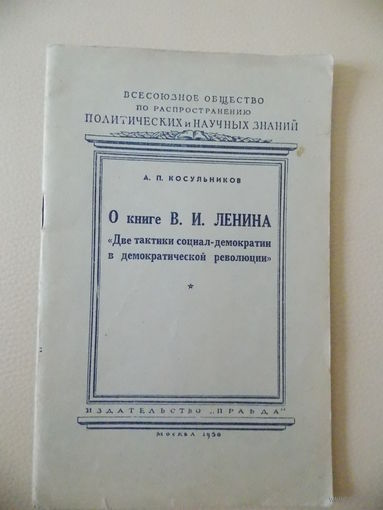 ВСЕСОЮЗНОЕ ОБЩЕСТВО
ПО РАСПРОСТРАНЕНИЮ
ПОЛИТИЧЕСКИХ и НАУЧНЫХ ЗНАНИЙ
А. П. КОСУЛЬНИКОВ
О книге В. И. ЛЕНИНА
«Две тактики социал-демократии
в демократической революции»
*
ИЗДАТЕЛЬСТВО „ПРАВДА"
МОСКВА 1950